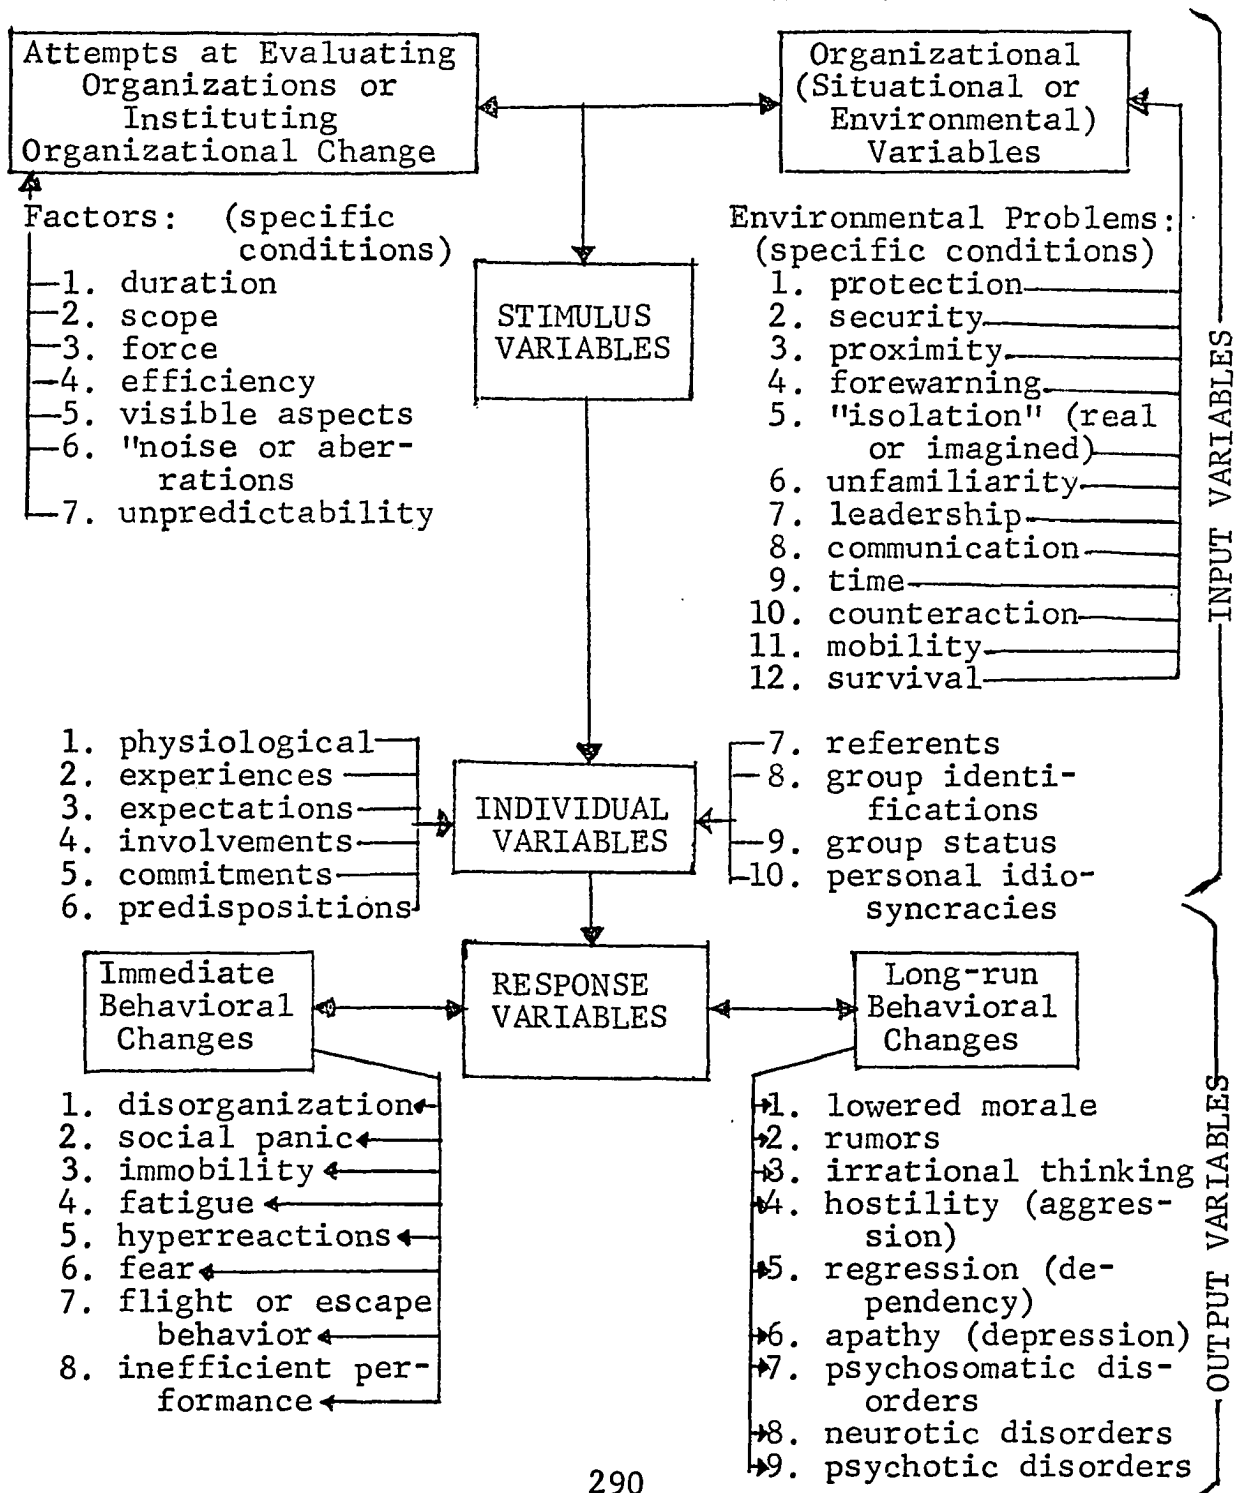 Attempts at Evaluating
Organizations or
Instituting
Organizational Change
Organizational
(Situational or
Environmental)
Variables
Factors: (specific
conditions)
1. duration
2. scope
3. force
4. efficiency
5. visible aspects
6. "noise or aber-
rations
7. unpredictability
STIMULUS
VARIABLES
Environmental Problems:
(specific conditions)
1. protection
2. security
3. proximity
4. forewarning
5. "isolation" (real
or imagined)
6. unfamiliarity
7. leadership
8. communication
9. time
10. counteraction
11. mobility
12. survival
INPUT VARIABLES
1. physiological
2. experiences
3. expectations
4. involvements
5. commitments
6. predispositions
INDIVIDUAL
VARIABLES
7. referents
8. group identi-
fications
9. group status
10. personal idio-
syncracies
Immediate
Behavioral
Changes
RESPONSE
VARIABLES
Long-run
Behavioral
Changes
1. disorganization
2. social panic
3. immobility
4. fatigue
5. hyperreactions
6. fear
7. flight or escape
behavior
8. inefficient per-
formance
1. lowered morale
2. rumors
3. irrational thinking
4. hostility (aggres-
sion)
5. regression (de-
pendency)
6. apathy (depression)
7. psychosomatic dis-
orders
8. neurotic disorders
9. psychotic disorders
OUTPUT VARIABLES
290